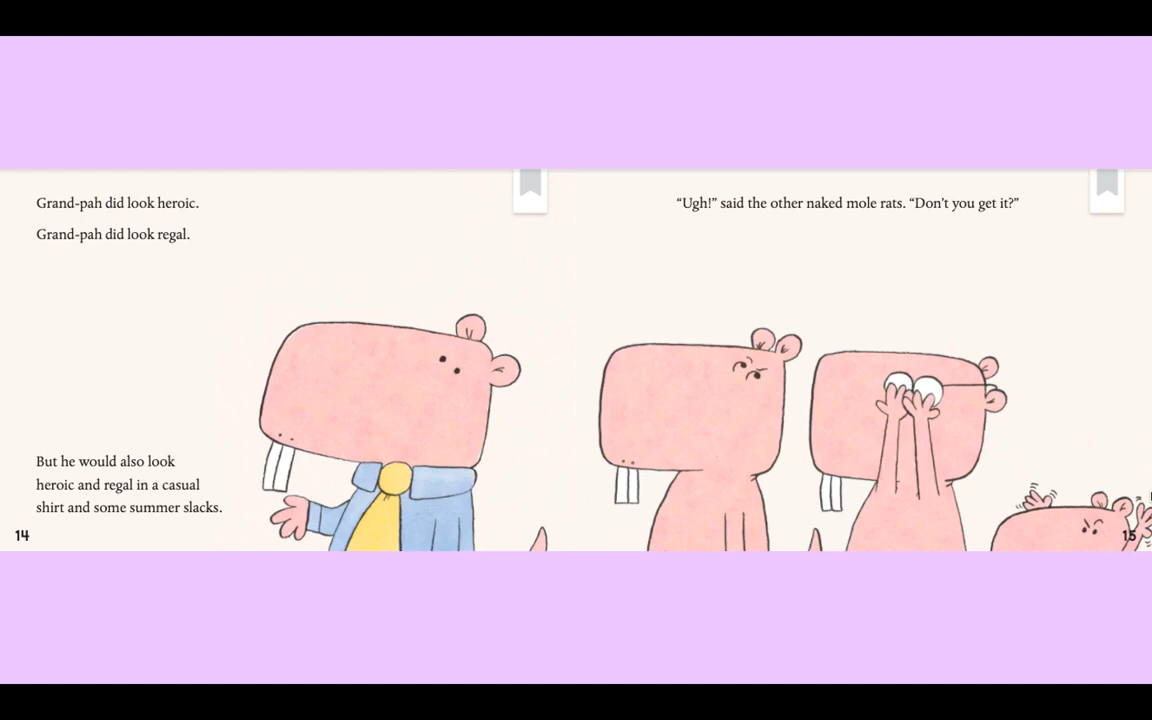 Grand-pah did look heroic.
Grand-pah did look regal.
But he would also look
heroic and regal in a casual
shirt and some summer slacks.
14
“Ugh!” said the other naked mole rats. “Don’t you get it?”
15